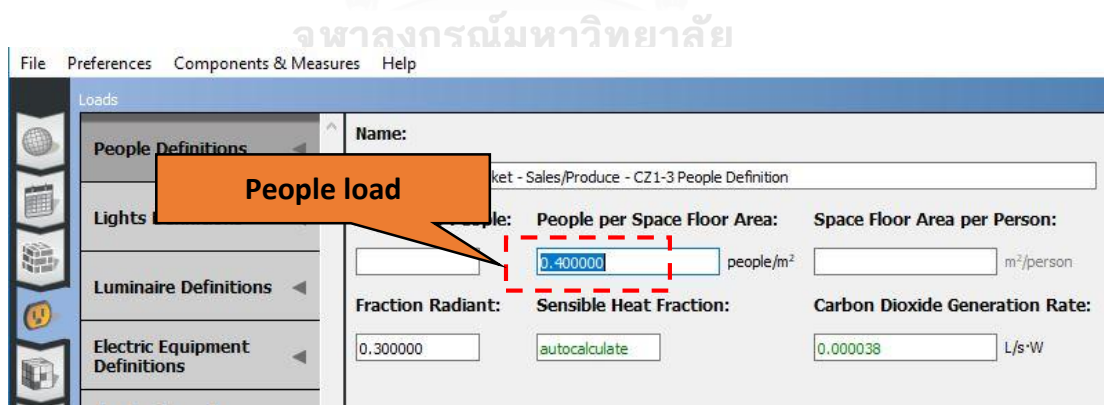 จุฬาลงกรณ์มหาวิทยาลัย
File Preferences Components & Measures Help
Loads
People Definitions
Name:
People load
ket - Sales/Produce - CZ1-3 People Definition
Lights
ple: People per Space Floor Area: Space Floor Area per Person:
0.400000 people/m² m²/person
Luminaire Definitions
Fraction Radiant: Sensible Heat Fraction: Carbon Dioxide Generation Rate:
Electric Equipment
Definitions
0.300000 autocalculate 0.000038 L/s·W